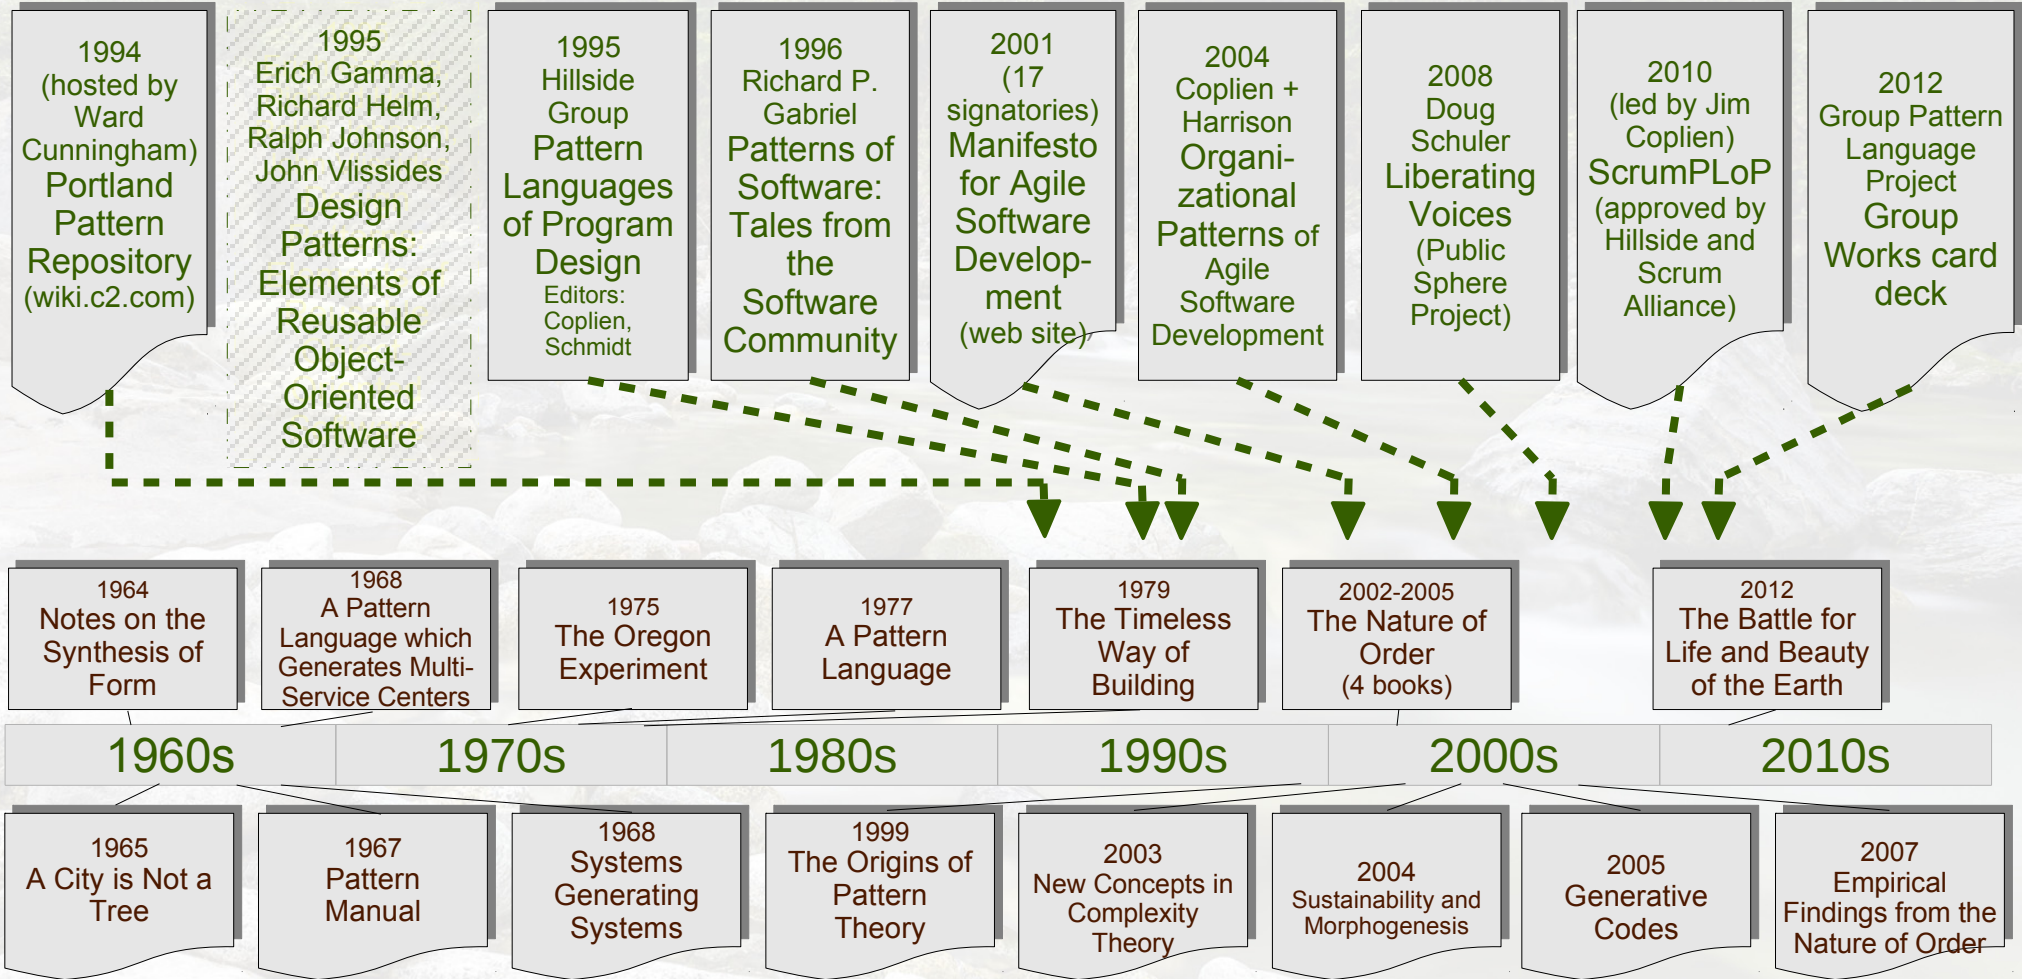 1994
(hosted by
Ward
Cunningham)
Portland
Pattern
Repository
(wiki.c2.com)
1995
Erich Gamma,
Richard Helm,
Ralph Johnson,
John Vlissides
Design
Patterns:
Elements of
Reusable
Object-
Oriented
Software
1995
Hillside
Group
Pattern
Languages
of Program
Design
Editors:
Coplien,
Schmidt
1996
Richard P.
Gabriel
Patterns of
Software:
Tales from
the
Software
Community
2001
(17
signatories)
Manifesto
for Agile
Software
Develop-
ment
(web site)
2004
Coplien +
Harrison
Organi-
zational
Patterns of
Agile
Software
Development
2008
Doug
Schuler
Liberating
Voices
(Public
Sphere
Project)
2010
(led by Jim
Coplien)
ScrumPLoP
(approved by
Hillside and
Scrum
Alliance)
2012
Group Pattern
Language
Project
Group
Works card
deck
1964
Notes on the
Synthesis of
Form
1968
A Pattern
Language which
Generates Multi-
Service Centers
1975
The Oregon
Experiment
1977
A Pattern
Language
1979
The Timeless
Way of
Building
2002-2005
The Nature of
Order
(4 books)
2012
The Battle for
Life and Beauty
of the Earth
1960s
1970s
1980s
1990s
2000s
2010s
1965
A City is Not a
Tree
1967
Pattern
Manual
1968
Systems
Generating
Systems
1999
The Origins of
Pattern
Theory
2003
New Concepts in
Complexity
Theory
2004
Sustainability and
Morphogenesis
2005
Generative
Codes
2007
Empirical
Findings from the
Nature of Order